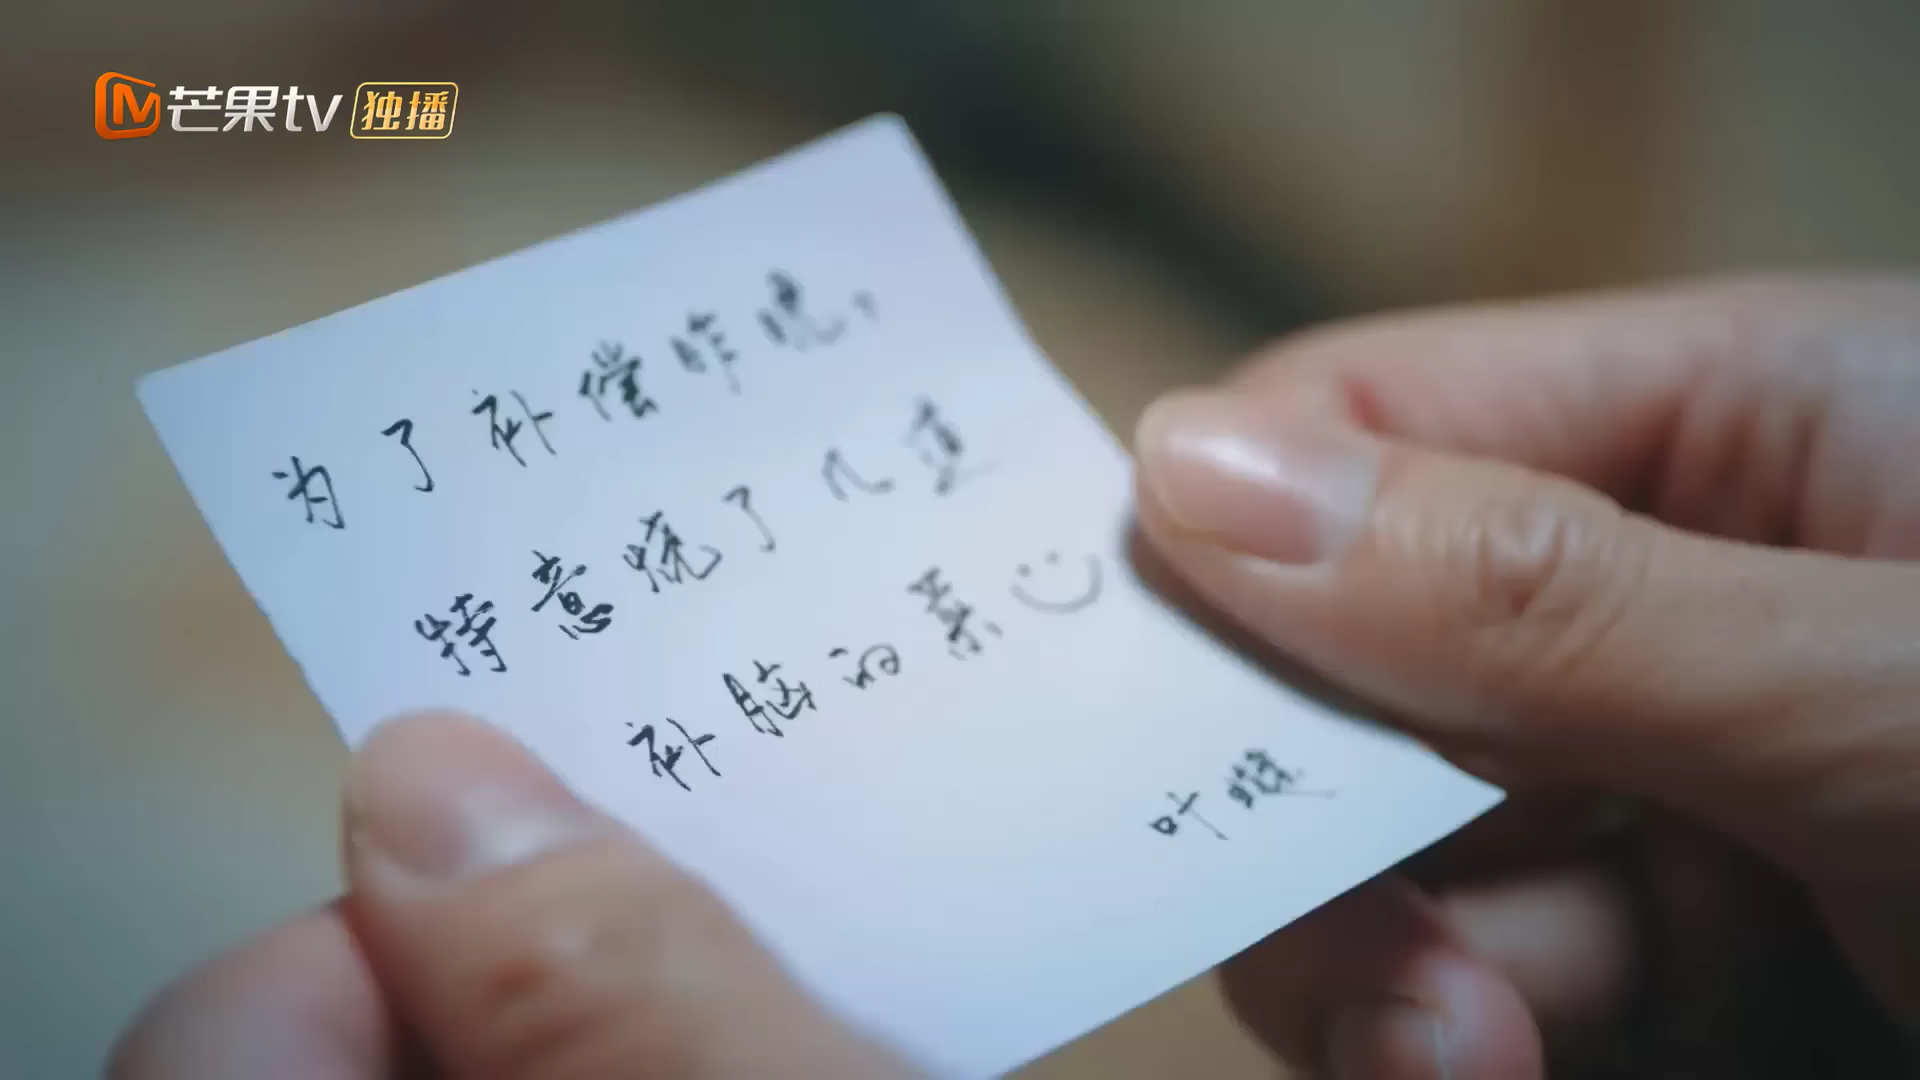 芒果tv 独播
为了补偿昨晚，
特意烧了几道
补脑的菜
叶璇